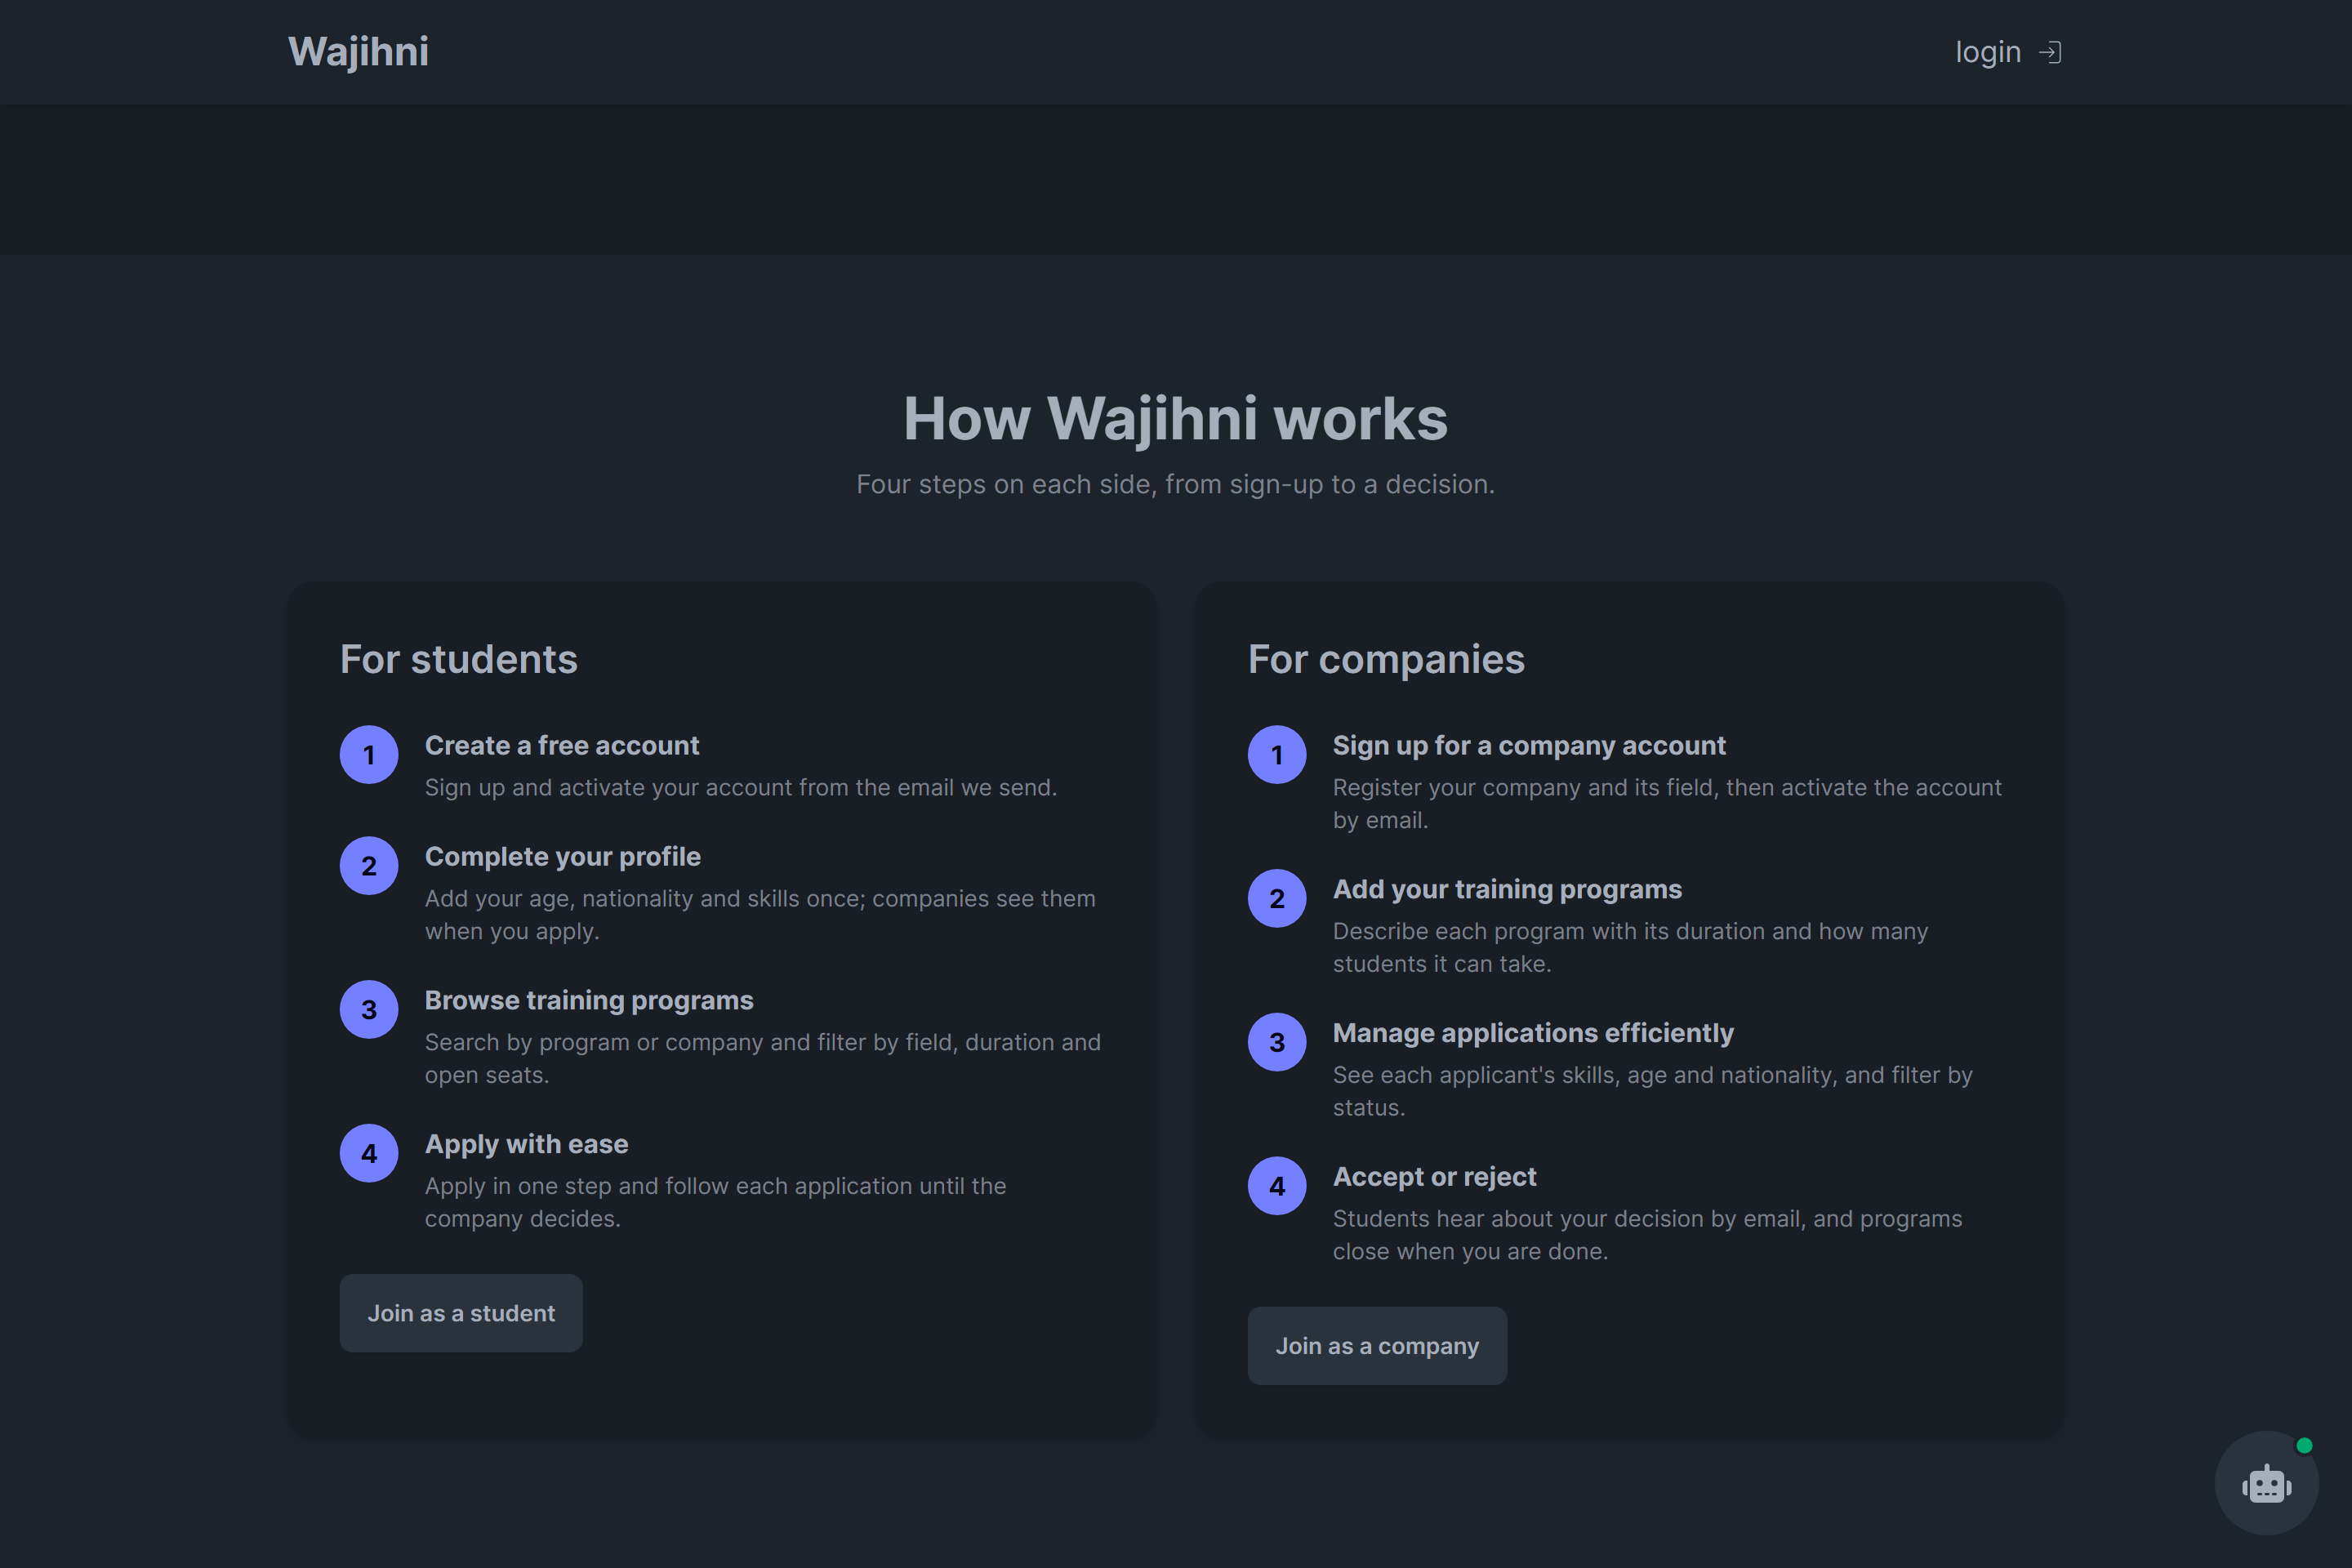 Wajihni
login
How Wajihni works
Four steps on each side, from sign-up to a decision.
For students
1
Create a free account
Sign up and activate your account from the email we send.
2
Complete your profile
Add your age, nationality and skills once; companies see them
when you apply.
3
Browse training programs
Search by program or company and filter by field, duration and
open seats.
4
Apply with ease
Apply in one step and follow each application until the
company decides.
Join as a student
For companies
1
Sign up for a company account
Register your company and its field, then activate the account
by email.
2
Add your training programs
Describe each program with its duration and how many
students it can take.
3
Manage applications efficiently
See each applicant's skills, age and nationality, and filter by
status.
4
Accept or reject
Students hear about your decision by email, and programs
close when you are done.
Join as a company